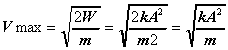 V max = √(2W/m) = √(2kA²/m2) = √(kA²/m)